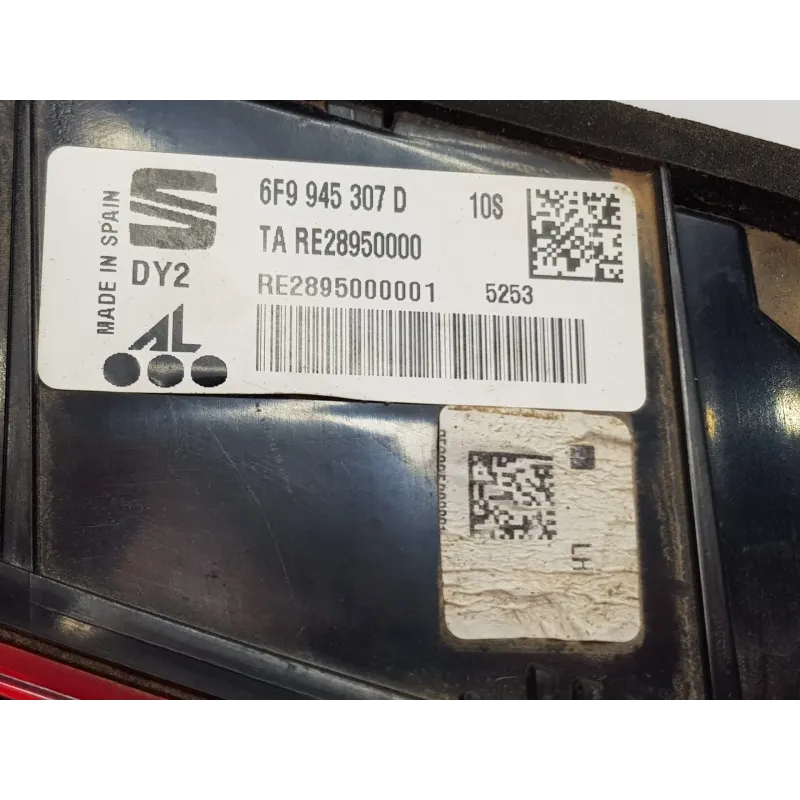 MADE IN SPAIN
DY2
AL
6F9 945 307 D
10S
TA RE28950000
RE2895000001 5253
LH